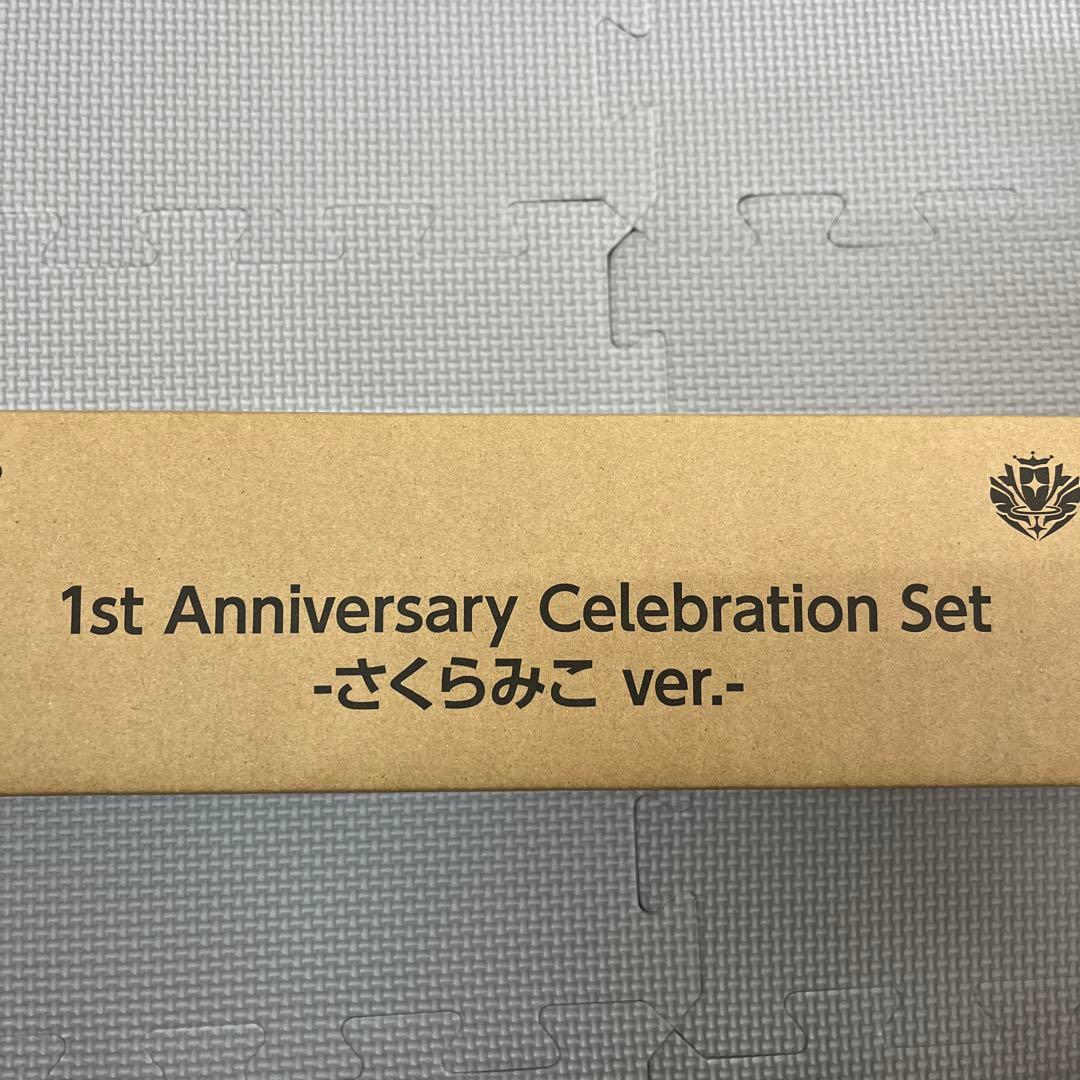 1st Anniversary Celebration Set
-さくらみこ ver.-